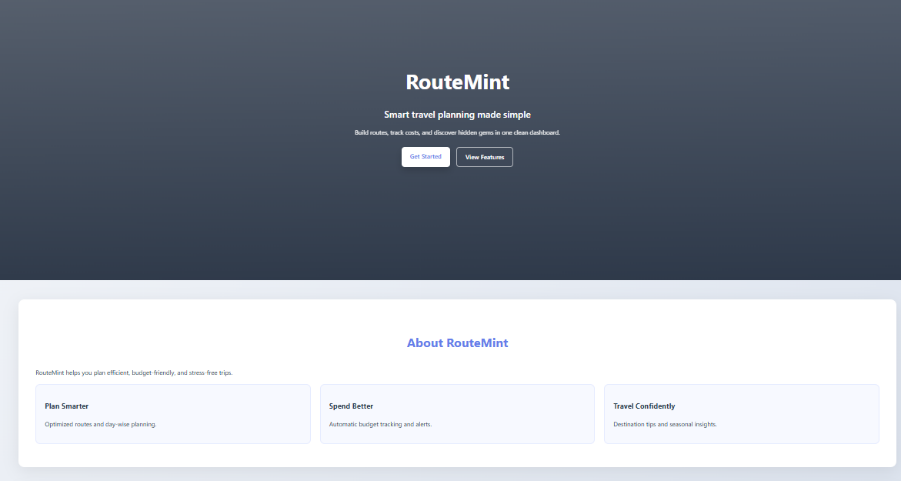 RouteMint
Smart travel planning made simple
Build routes, track costs, and discover hidden gems in one clean dashboard.
Get Started
View Features
About RouteMint
RouteMint helps you plan efficient, budget-friendly, and stress-free trips.
Plan Smarter
Optimized routes and day-wise planning.
Spend Better
Automatic budget tracking and alerts.
Travel Confidently
Destination tips and seasonal insights.